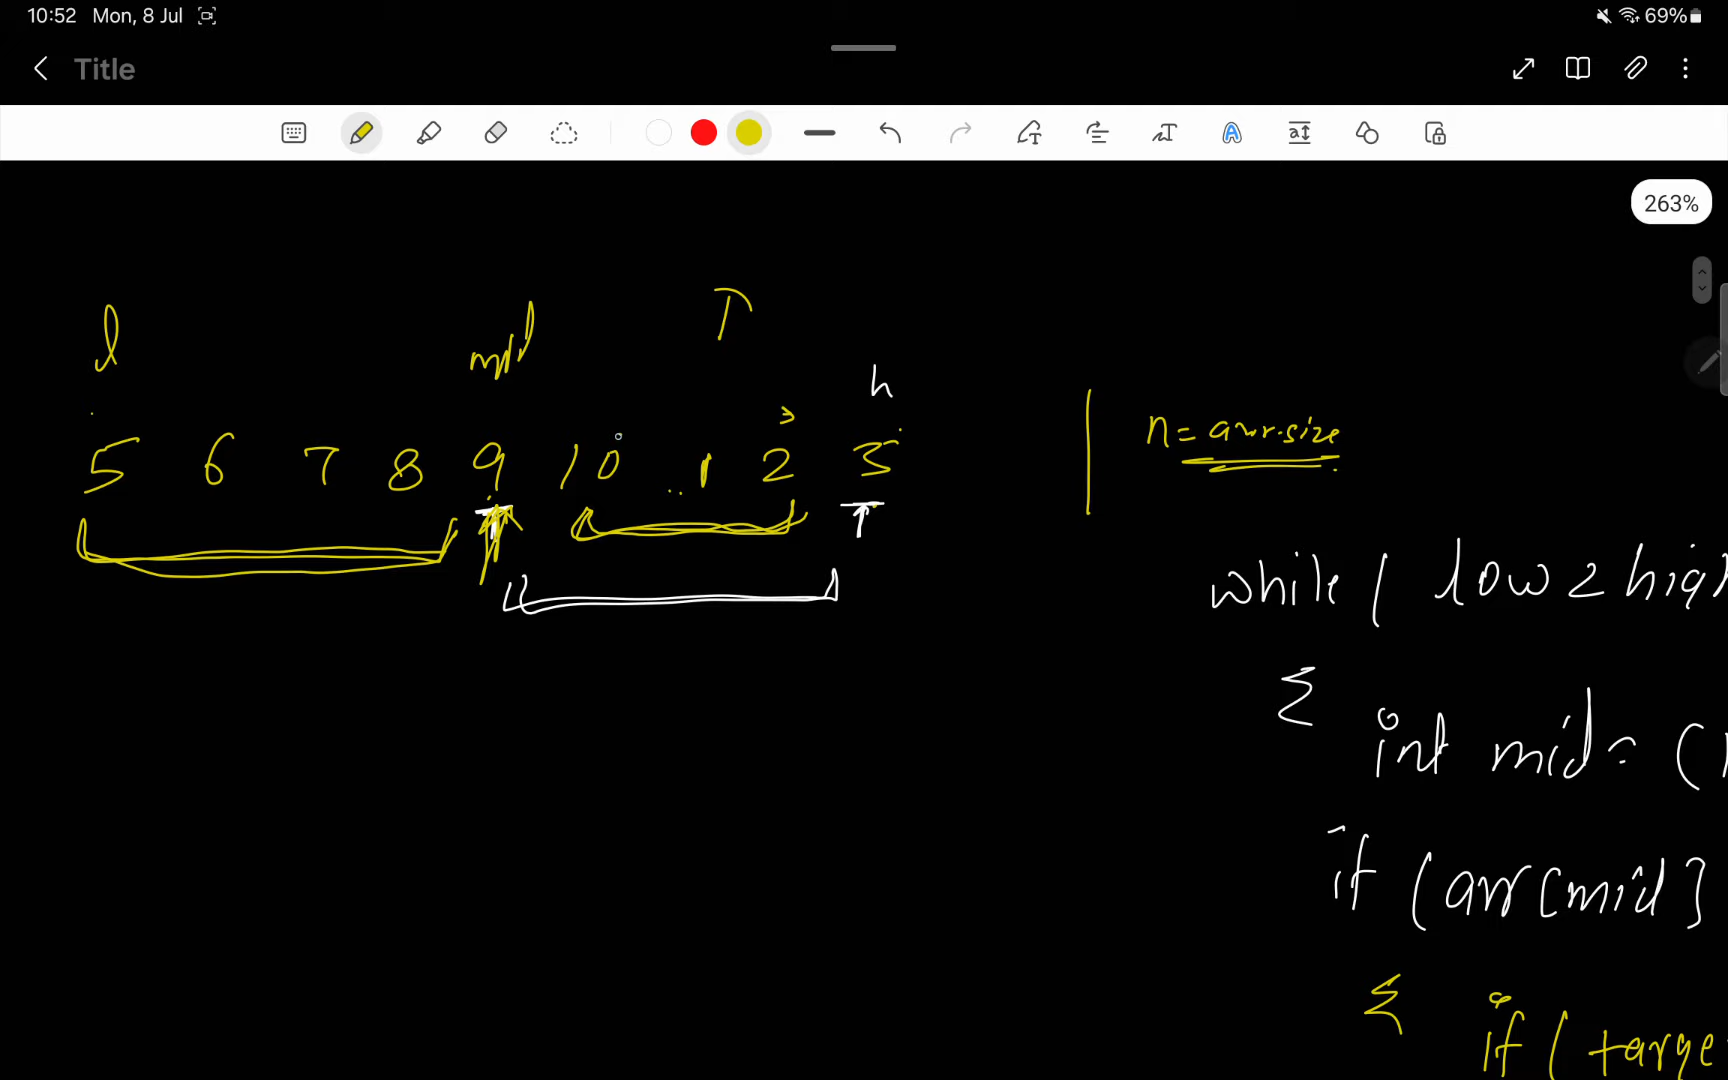 10:52 Mon, 8 Jul 69%
Title
263%
l mid T
h
5 6 7 8 9 10 1 2 3
n = arr.size
while ( low < high
{ int mid = (
if (arr[mid]
{ if ( targe